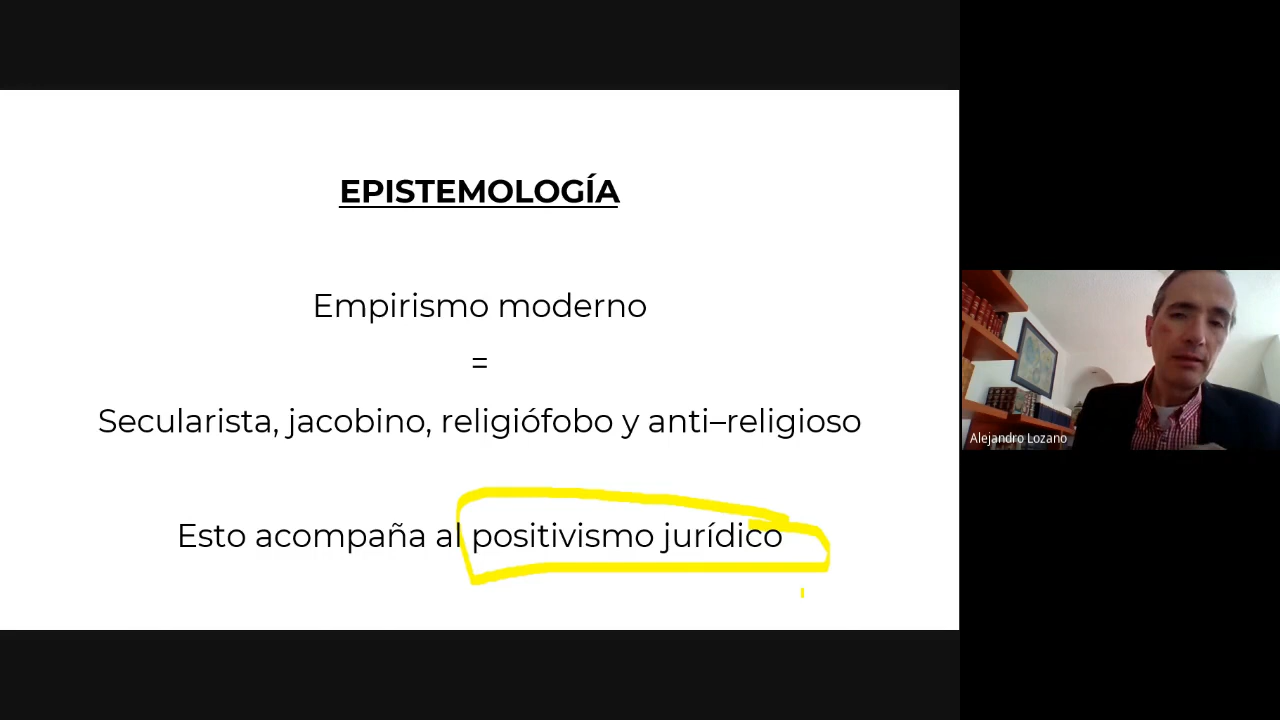 EPISTEMOLOGÍA
Empirismo moderno
=
Secularista, jacobino, religiófobo y anti–religioso
Esto acompaña al positivismo jurídico
Alejandro Lozano